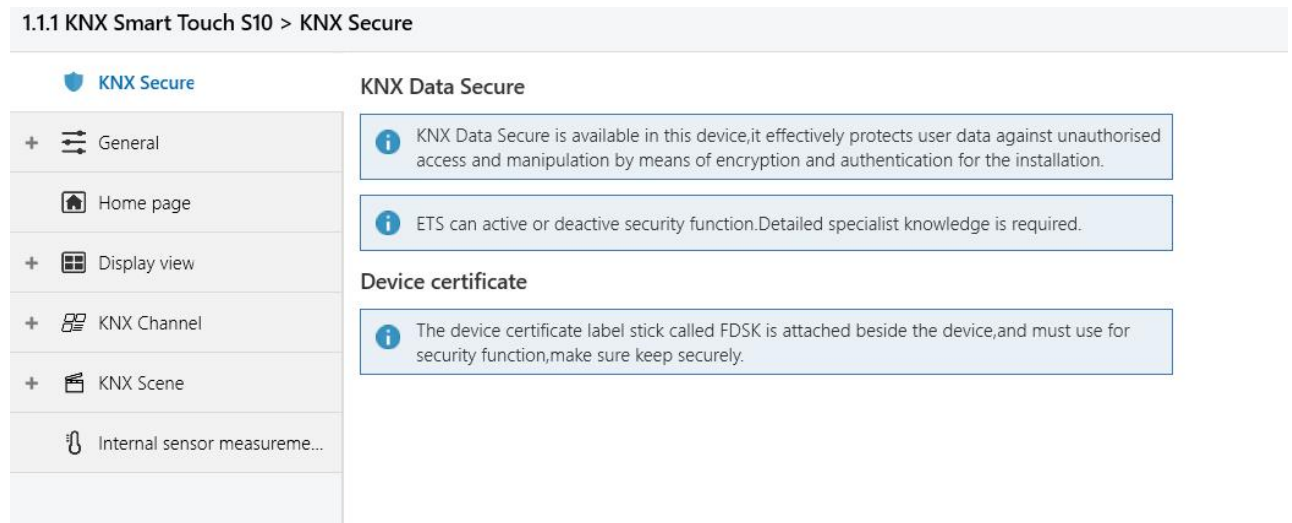 1.1.1 KNX Smart Touch S10 > KNX Secure
KNX Secure
General
Home page
Display view
KNX Channel
KNX Scene
Internal sensor measureme...
KNX Data Secure
KNX Data Secure is available in this device,it effectively protects user data against unauthorised
access and manipulation by means of encryption and authentication for the installation.
ETS can active or deactive security function.Detailed specialist knowledge is required.
Device certificate
The device certificate label stick called FDSK is attached beside the device,and must use for
security function,make sure keep securely.